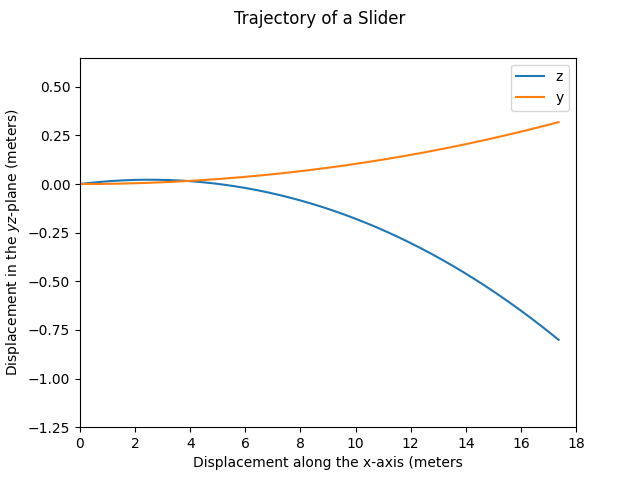 Trajectory of a Slider
z
y
0.50
0.25
0.00
−0.25
−0.50
−0.75
−1.00
−1.25
Displacement in the yz-plane (meters)
0 2 4 6 8 10 12 14 16 18
Displacement along the x-axis (meters